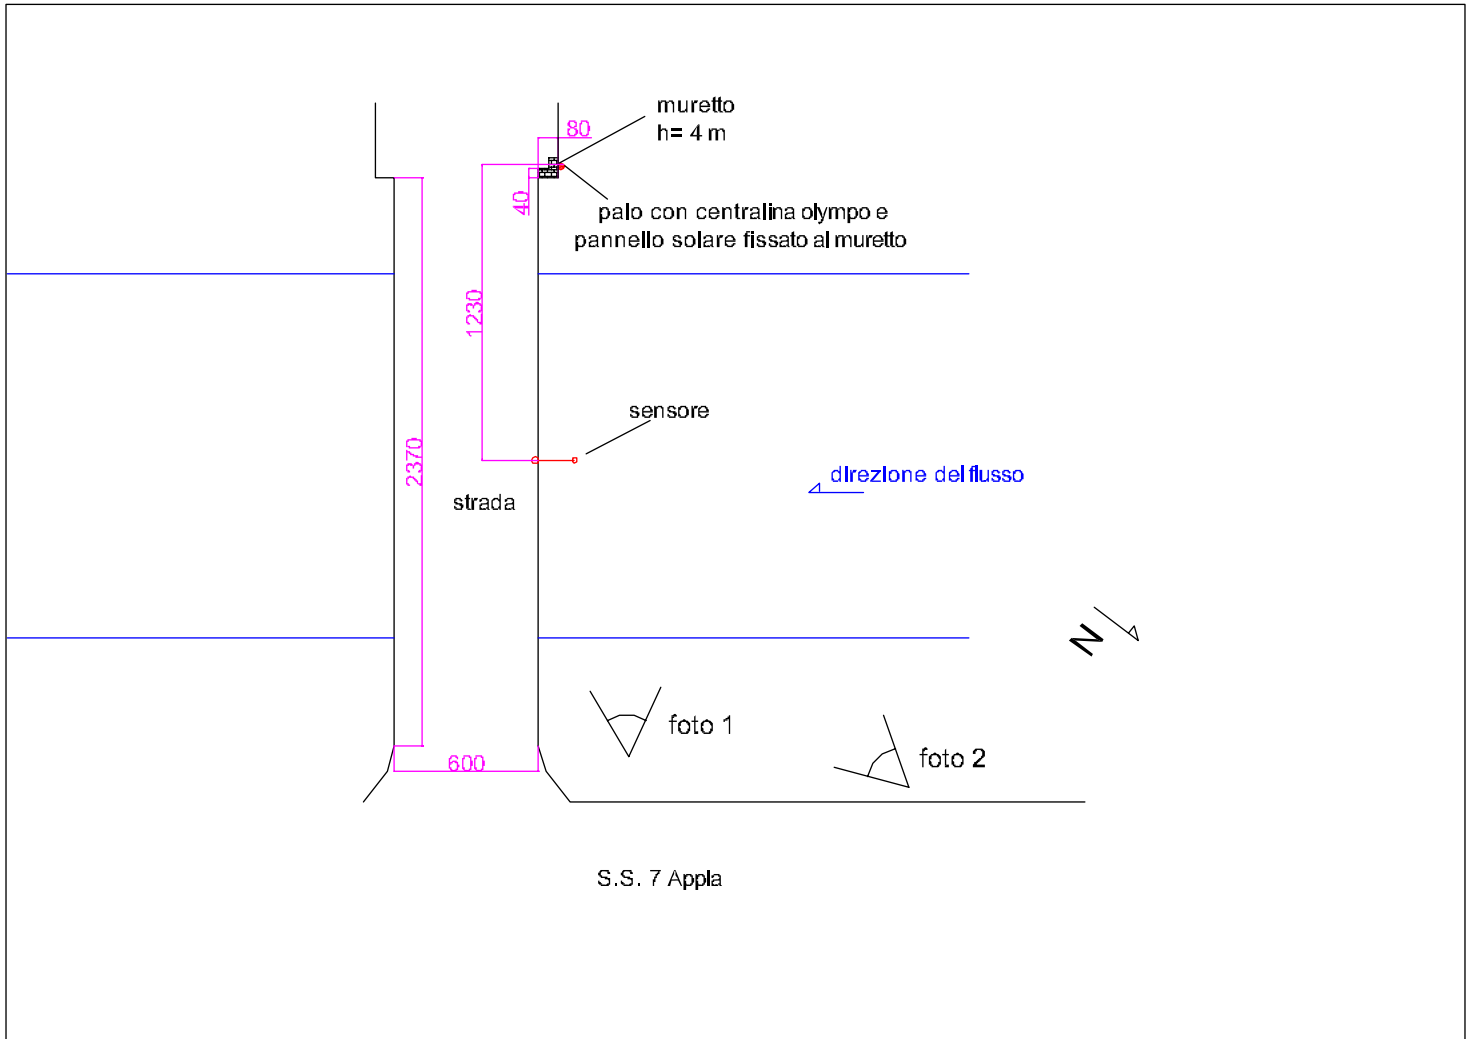 muretto
h= 4 m
80
40
palo con centralina olympo e
pannello solare fissato al muretto
1230
sensore
2370
direzione del flusso
strada
N
foto 1
600
foto 2
S.S. 7 Appia